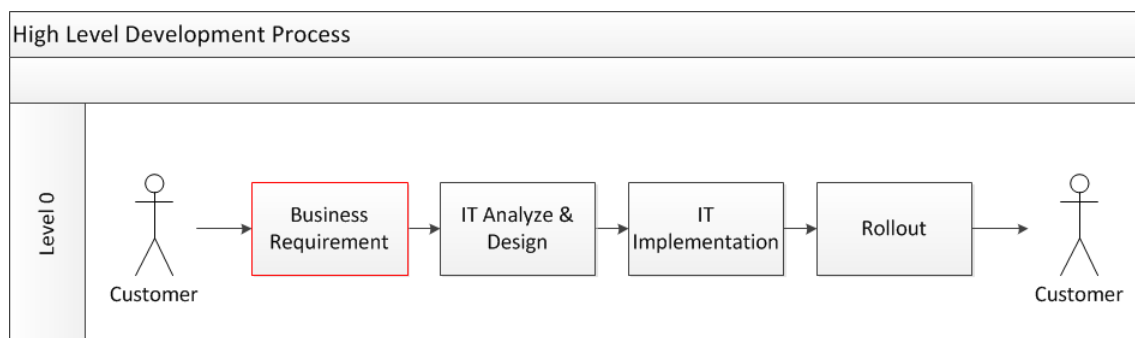 High Level Development Process
Level 0
Customer
Business
Requirement
IT Analyze &
Design
IT
Implementation
Rollout
Customer